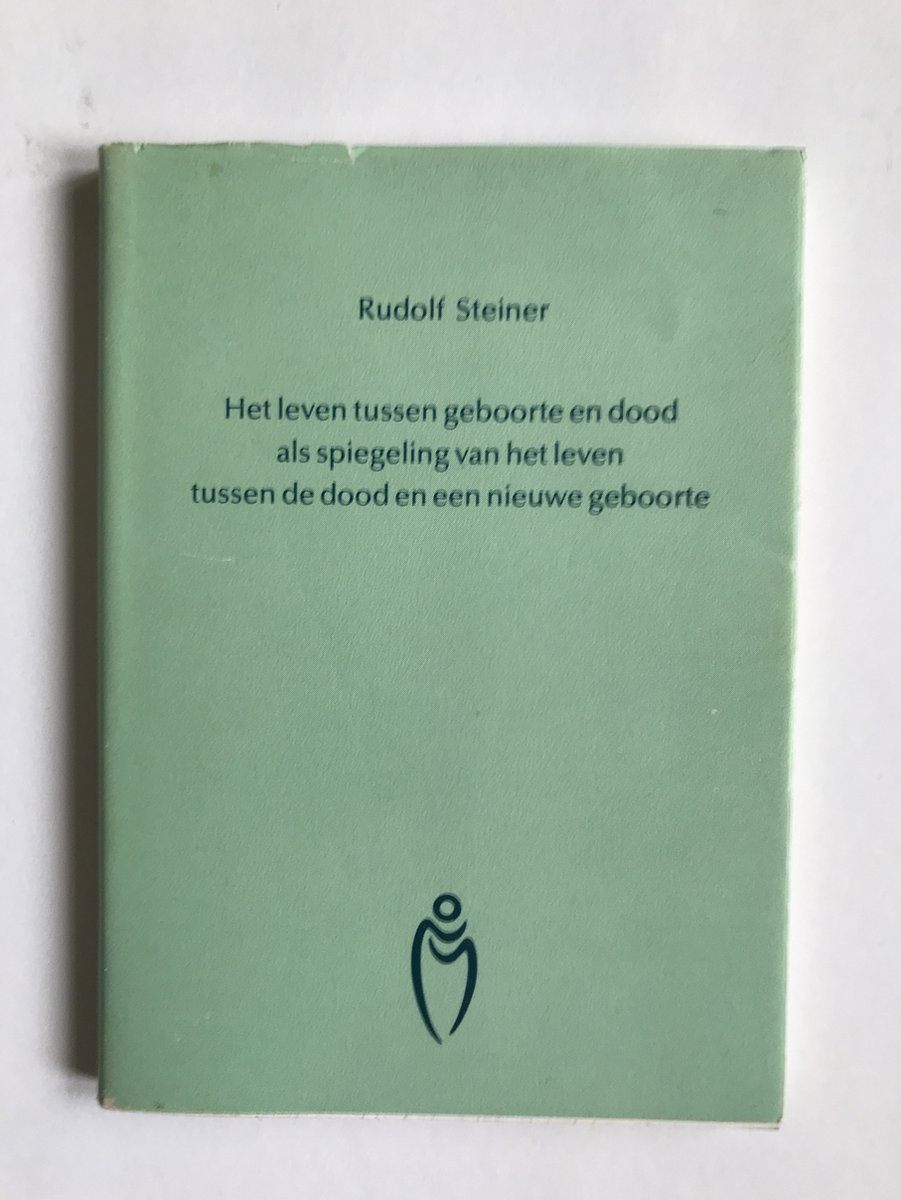 Rudolf Steiner
Het leven tussen geboorte en dood
als spiegeling van het leven
tussen de dood en een nieuwe geboorte